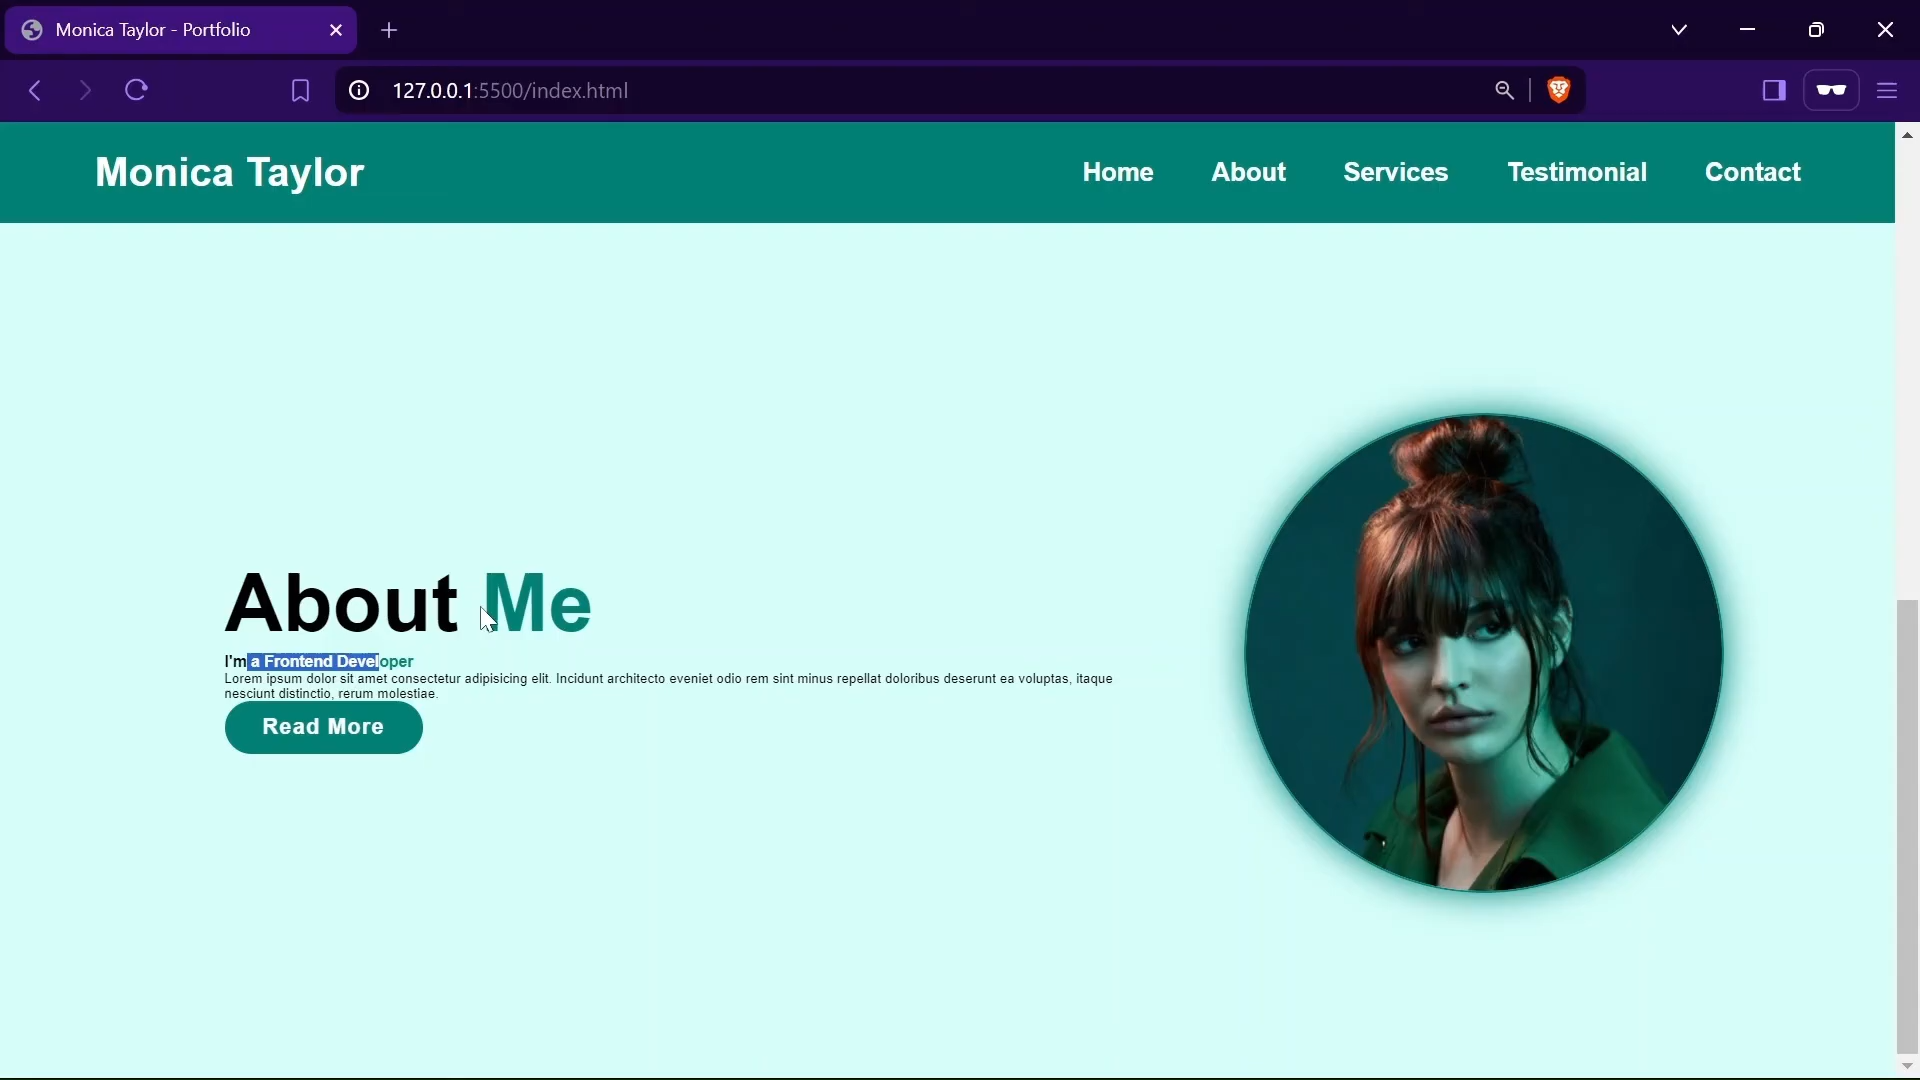 Monica Taylor - Portfolio
127.0.0.1:5500/index.html
Monica Taylor
Home About Services Testimonial Contact
About Me
I'm a Frontend Developer
Lorem ipsum dolor sit amet consectetur adipisicing elit. Incidunt architecto eveniet odio rem sint minus repellat doloribus deserunt ea voluptas, itaque
nesciunt distinctio, rerum molestiae.
Read More